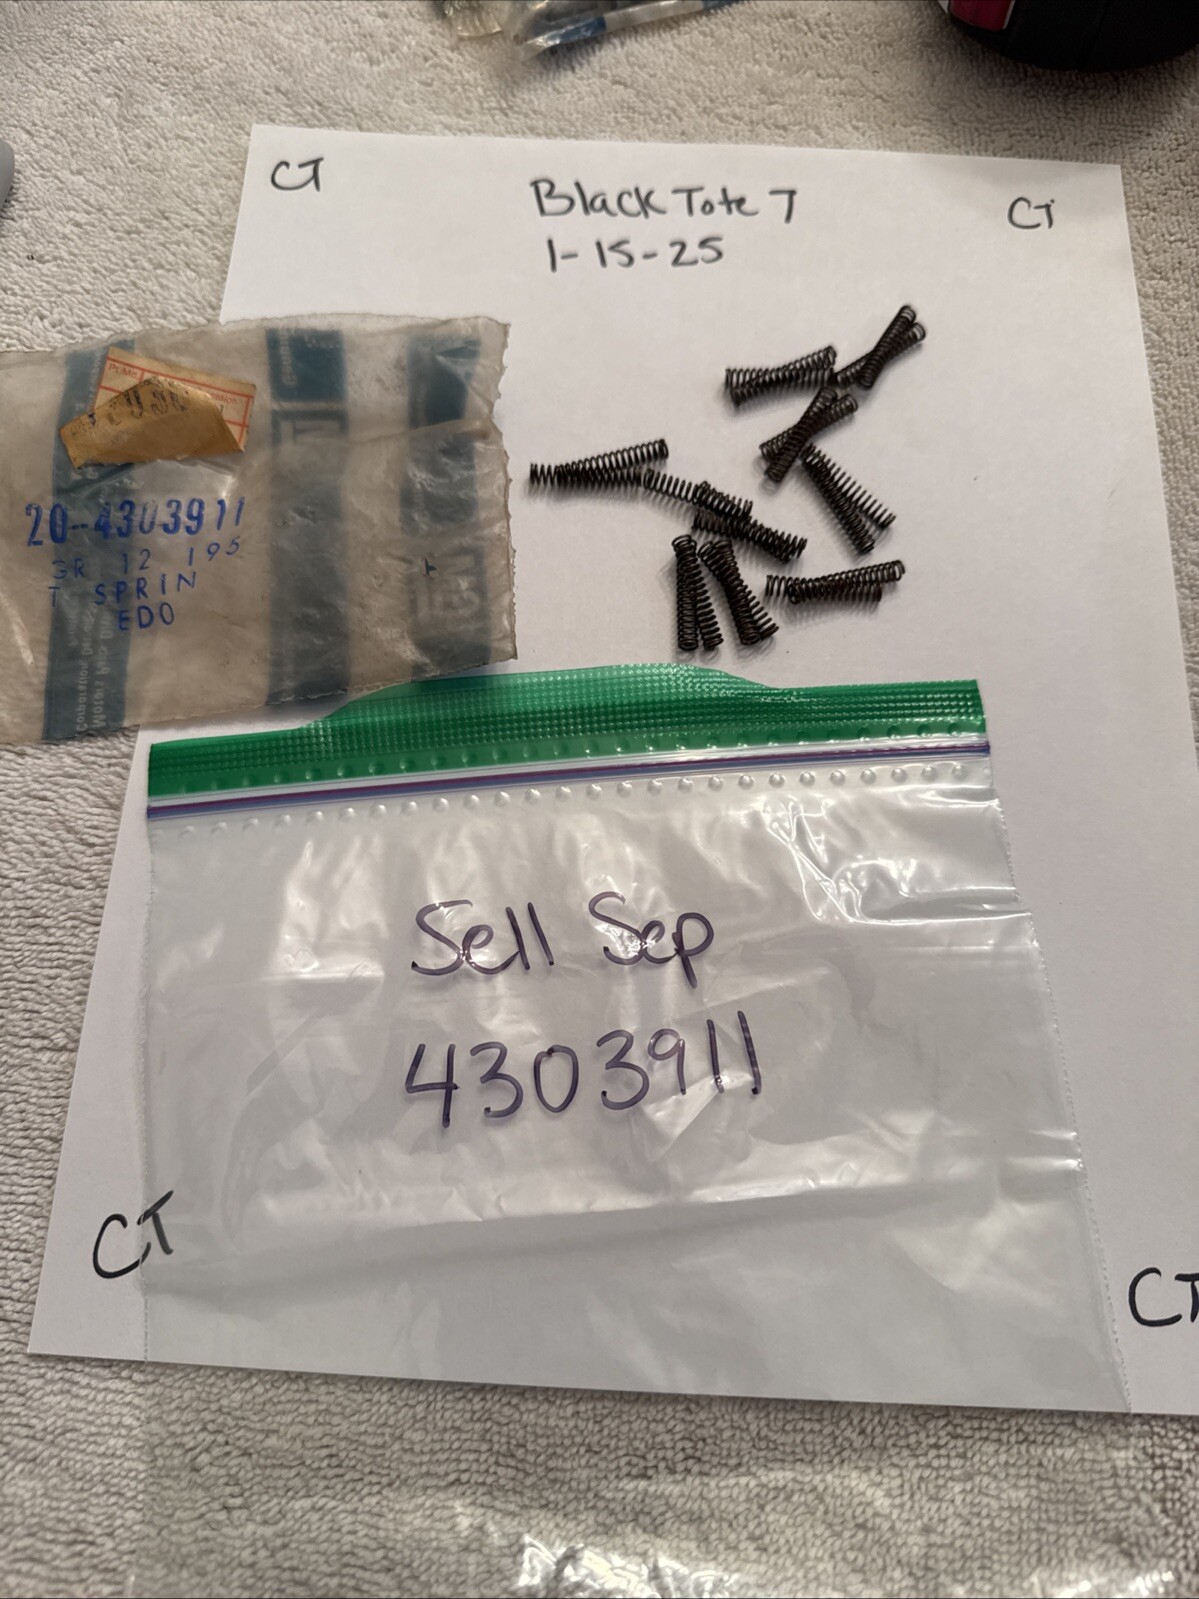 CT
Black Tote 7
CT
1-15-25
20-4303911
GR 12 195
T SPRIN
EDO
Sell Sep
4303911
CT
CT